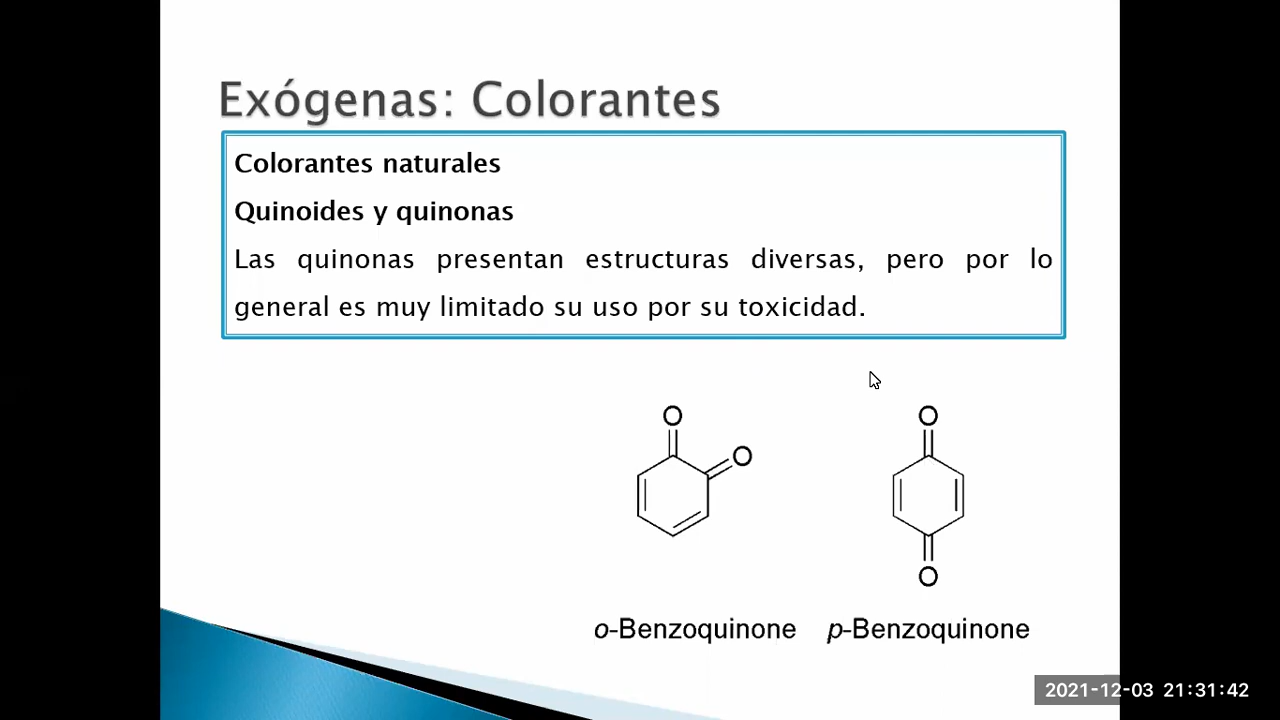 Exógenas: Colorantes
Colorantes naturales
Quinoides y quinonas
Las quinonas presentan estructuras diversas, pero por lo
general es muy limitado su uso por su toxicidad.
O
O
O
O
o-Benzoquinone
p-Benzoquinone
2021-12-03 21:31:42